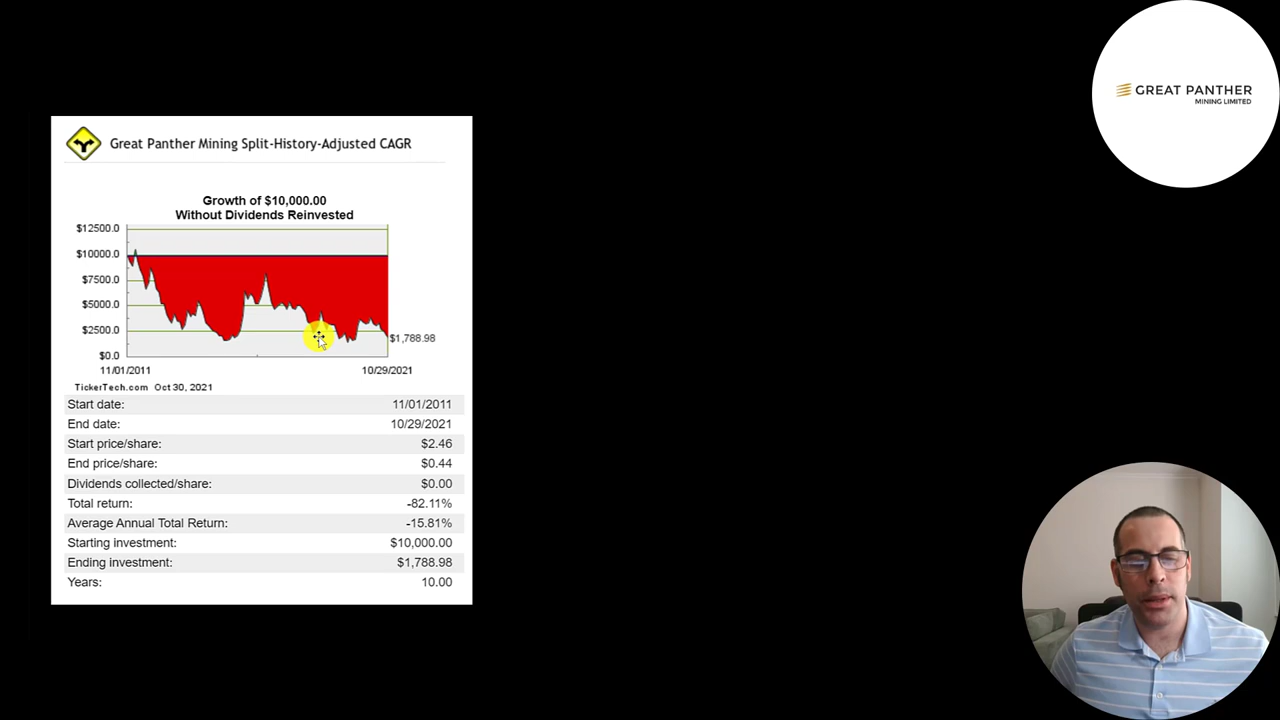 GREAT PANTHER
MINING LIMITED
Great Panther Mining Split-History-Adjusted CAGR
Growth of $10,000.00
Without Dividends Reinvested
$12500.0
$10000.0
$7500.0
$5000.0
$2500.0
$0.0
$1,788.98
11/01/2011 10/29/2021
TickerTech.com Oct 30, 2021
Start date: 11/01/2011
End date: 10/29/2021
Start price/share: $2.46
End price/share: $0.44
Dividends collected/share: $0.00
Total return: -82.11%
Average Annual Total Return: -15.81%
Starting investment: $10,000.00
Ending investment: $1,788.98
Years: 10.00